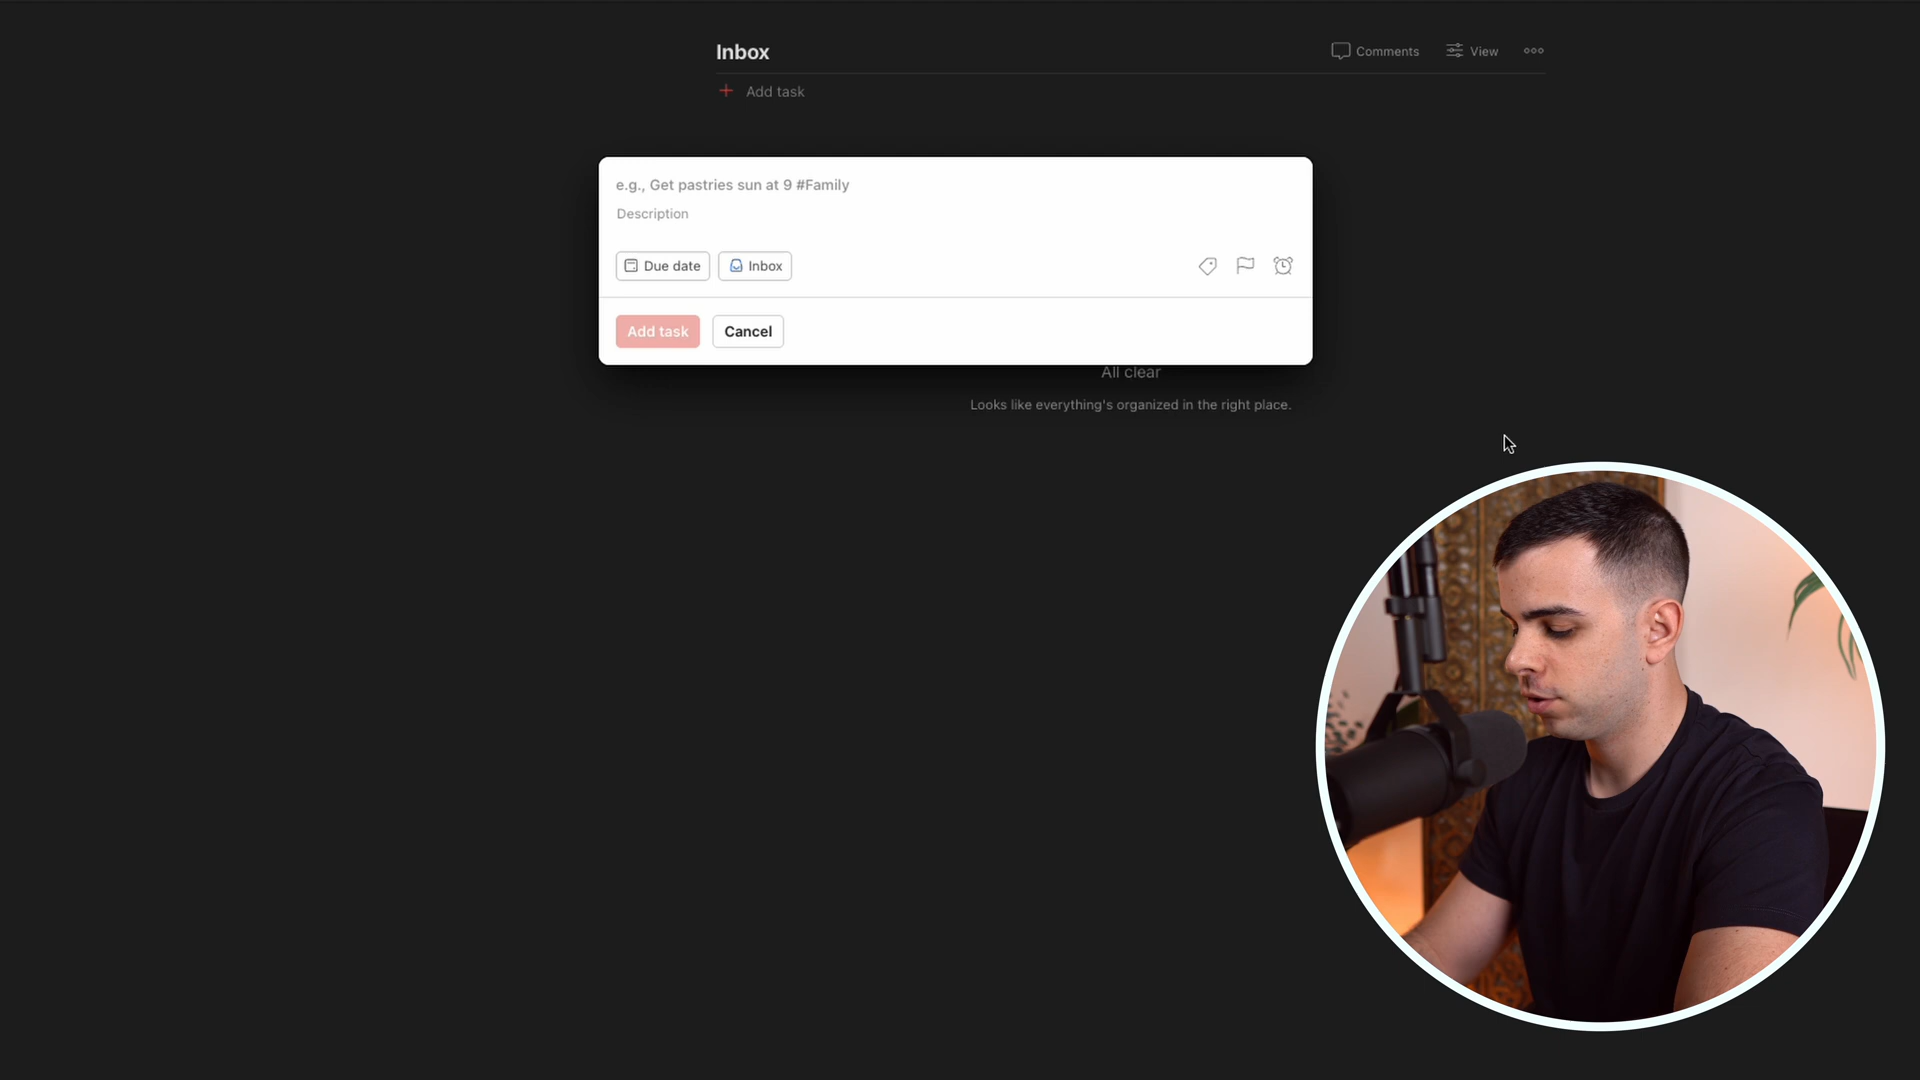 Inbox
Comments
View
Add task
e.g., Get pastries sun at 9 #Family
Description
Due date
Inbox
Add task
Cancel
All clear
Looks like everything's organized in the right place.